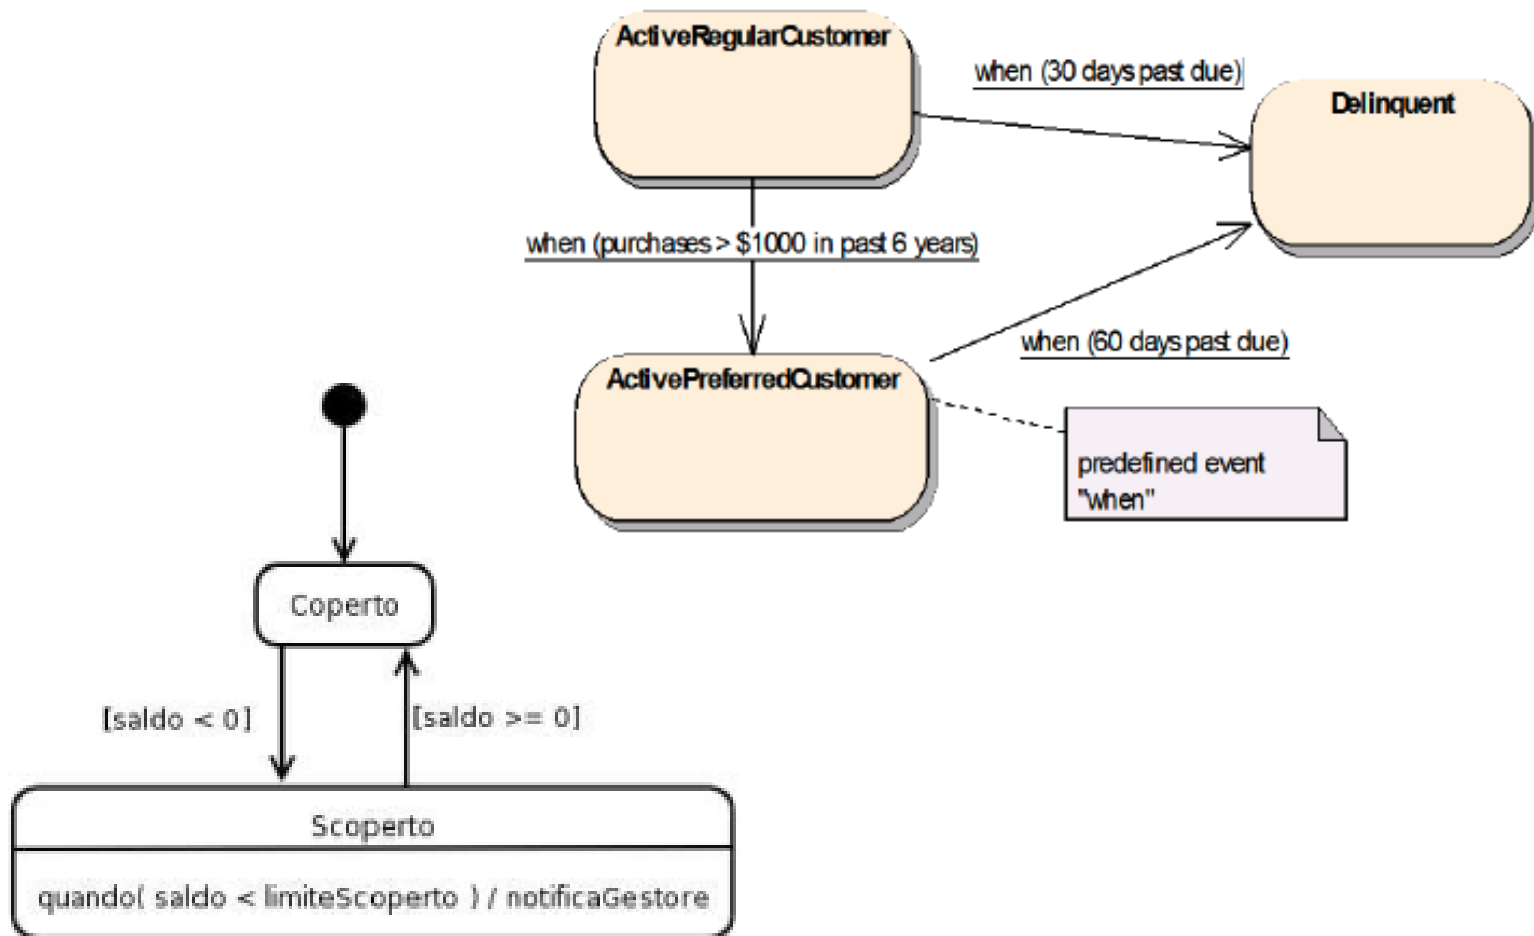 ActiveRegularCustomer
when (30 days past due)
Delinquent
when (purchases > $1000 in past 6 years)
when (60 days past due)
ActivePreferredCustomer
predefined event
"when"
Coperto
[saldo < 0]
[saldo >= 0]
Scoperto
quando( saldo < limiteScoperto ) / notificaGestore